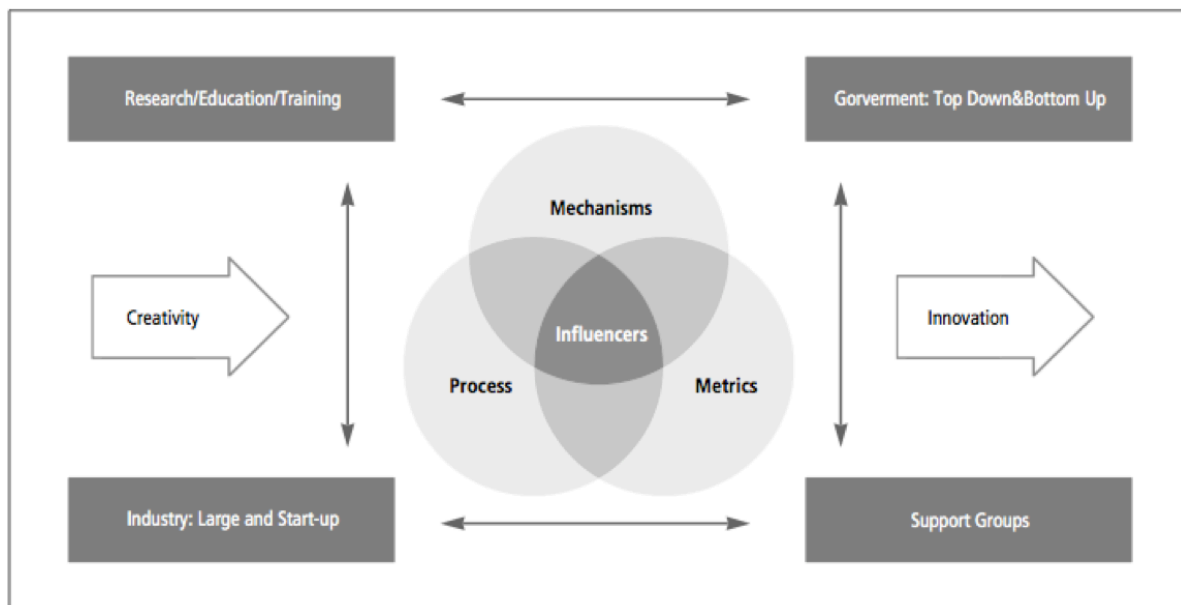 Research/Education/Training
Gorverment: Top Down&Bottom Up
Mechanisms
Creativity
Influencers
Innovation
Process
Metrics
Industry: Large and Start-up
Support Groups